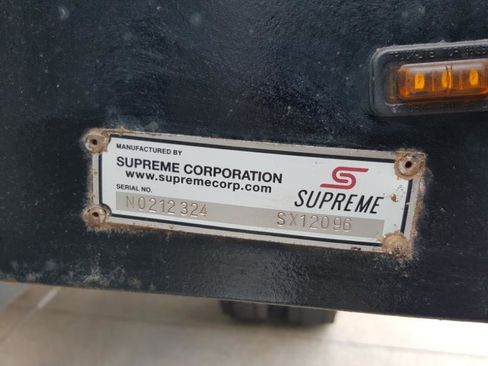 MANUFACTURED BY
SUPREME CORPORATION
www.supremecorp.com
SERIAL NO.
N0212324 SX12096
S
SUPREME